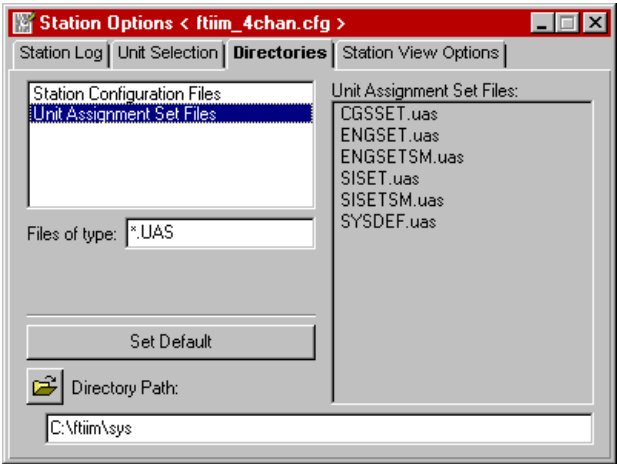 Station Options < ftiim_4chan.cfg >
Station Log Unit Selection Directories Station View Options
Station Configuration Files
Unit Assignment Set Files
Files of type: *.UAS
Set Default
Directory Path:
C:\ftiim\sys
Unit Assignment Set Files:
CGSSET.uas
ENGSET.uas
ENGSETSM.uas
SISET.uas
SISETSM.uas
SYSDEF.uas